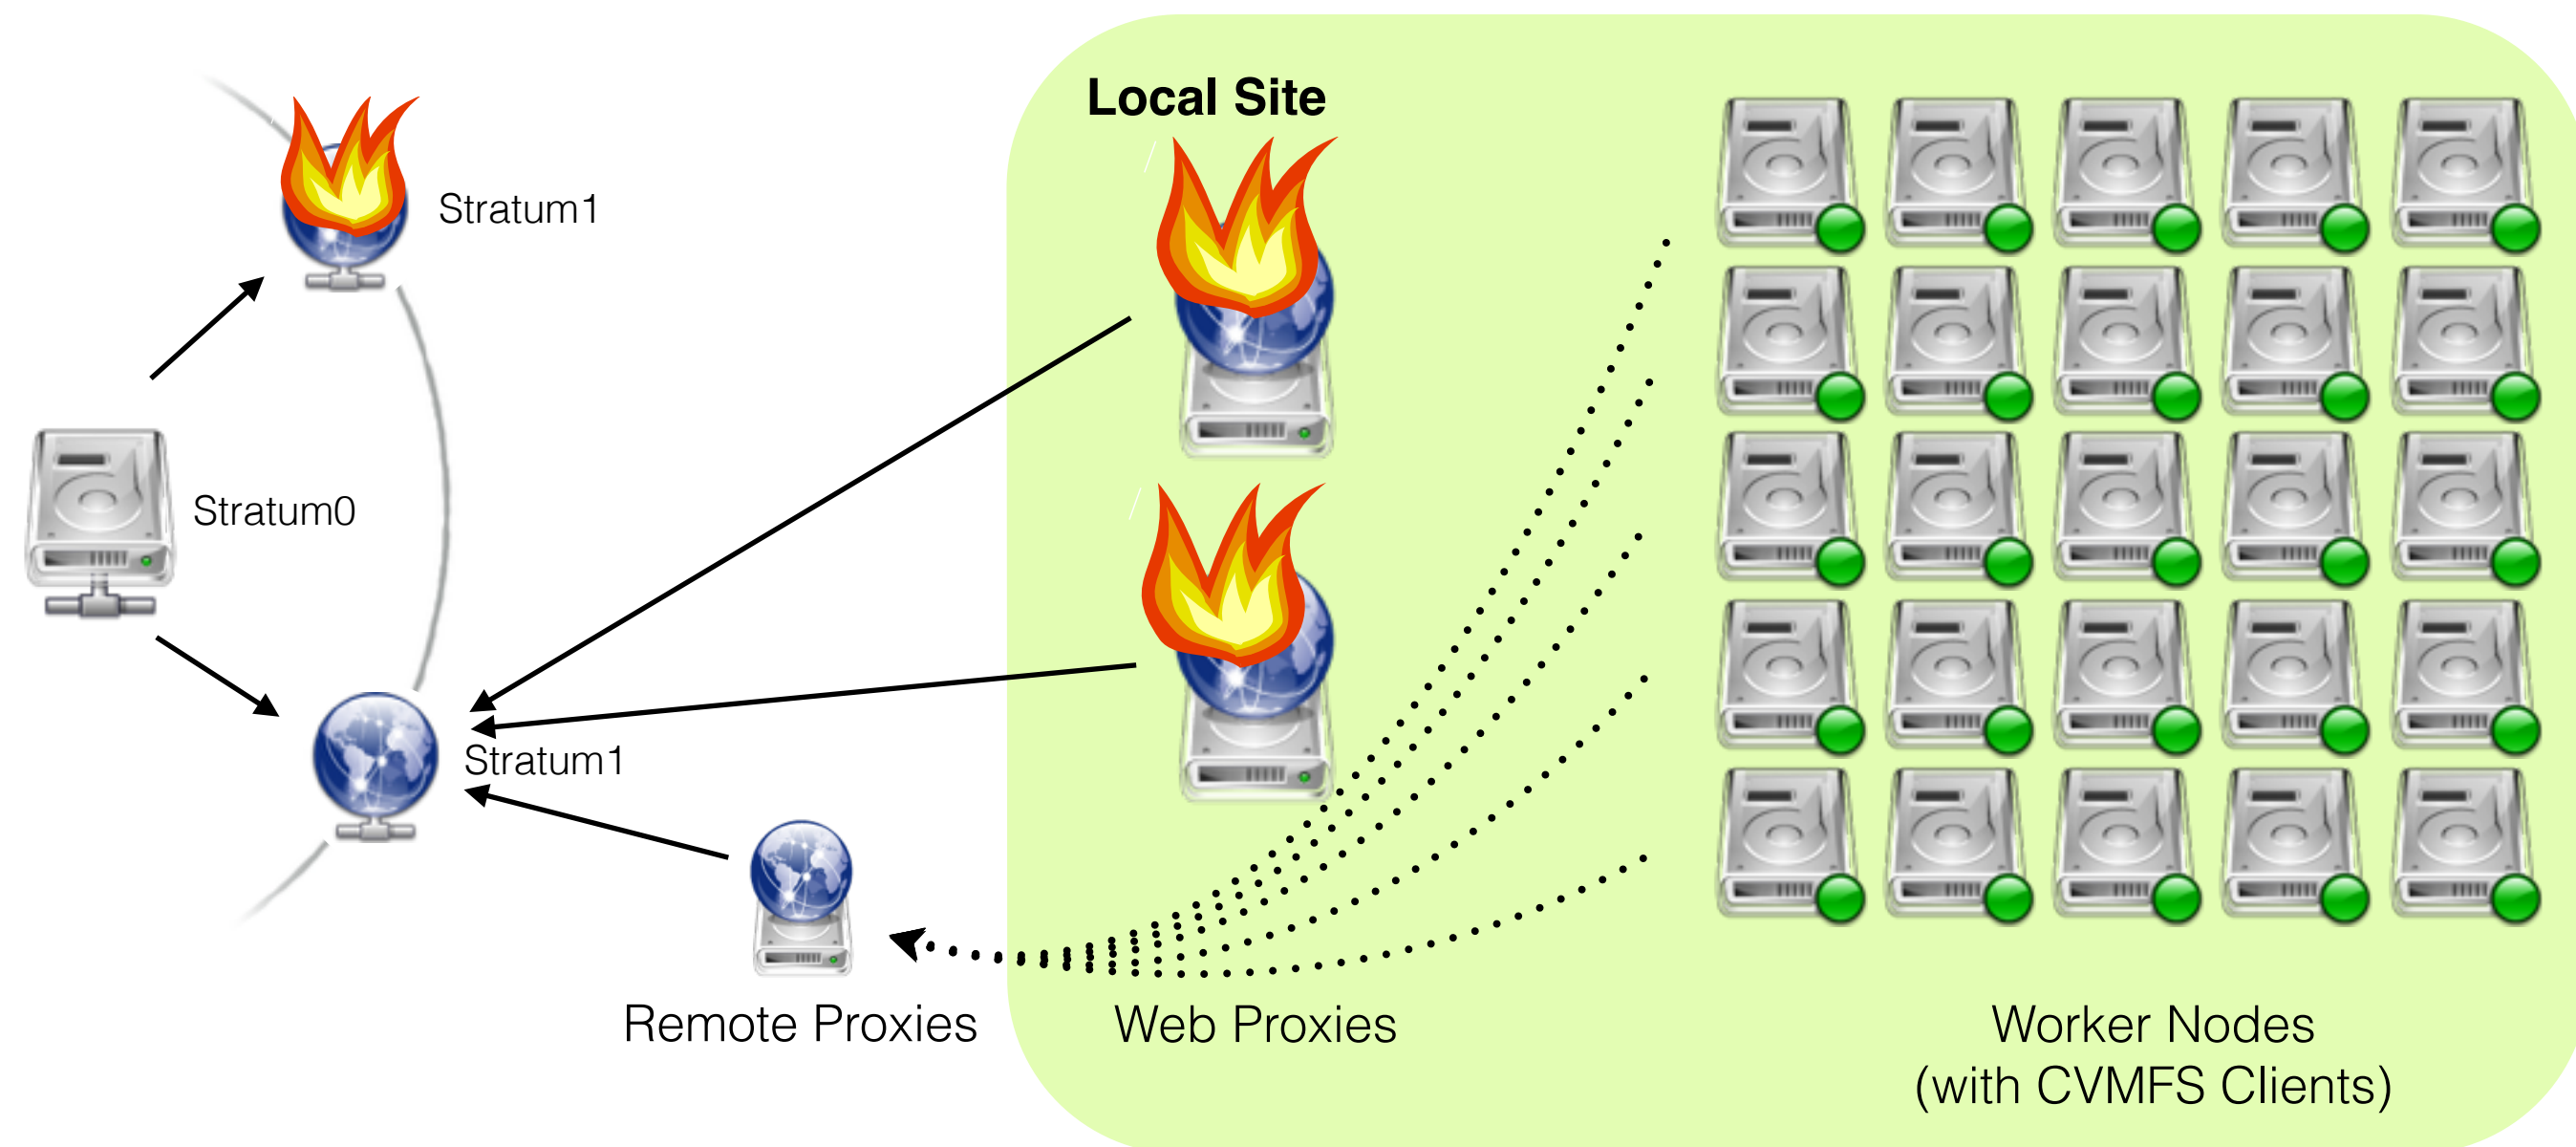 Local Site
Stratum1
Stratum0
Stratum1
Remote Proxies
Web Proxies
Worker Nodes
(with CVMFS Clients)